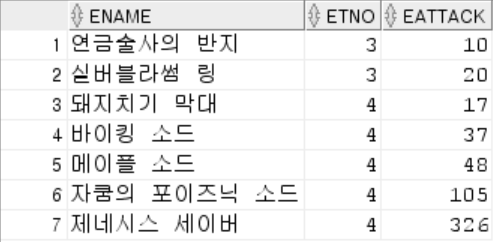 ENAME ETNO EATTACK
1 연금술사의 반지 3 10
2 실버블라썸 링 3 20
3 돼지치기 막대 4 17
4 바이킹 소드 4 37
5 메이플 소드 4 48
6 자쿰의 포이즈닉 소드 4 105
7 제네시스 세이버 4 326